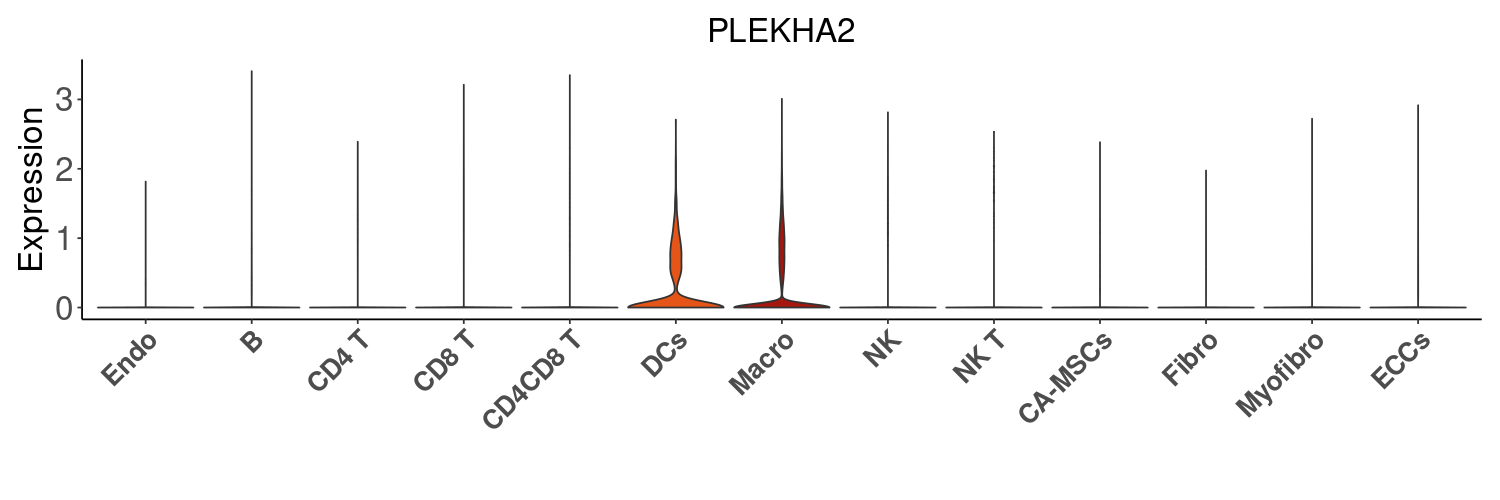 PLEKHA2
Expression
3
2
1
0
Endo
B
CD4 T
CD8 T
CD4CD8 T
DCs
Macro
NK
NK T
CA-MSCs
Fibro
Myofibro
ECCs